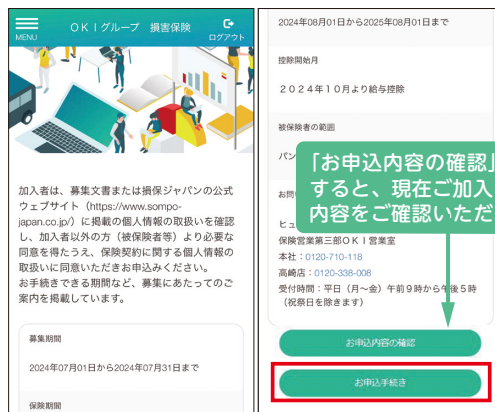 MENU
OKIグループ 損害保険
ログアウト
加入者は、募集文書または損保ジャパンの公式
ウェブサイト（https://www.sompo-
japan.co.jp/）に掲載の個人情報の取扱いを確認
し、加入者以外の方（被保険者等）より必要な
同意を得たうえ、保険契約に関する個人情報の
取扱いに同意いただきお申込みください。
お手続きできる期間など、募集にあたってのご
案内を掲載しています。
募集期間
2024年07月01日から2024年07月31日まで
保険期間
2024年08月01日から2025年08月01日まで
控除開始月
2024年10月より給与控除
被保険者の範囲
パン
「お申込内容の確認」
すると、現在ご加入
内容をご確認いただ
お問
ヒュ
保険営業第三部OKI営業室
本社：0120-710-118
高崎店：0120-338-008
受付時間：平日（月～金）午前9時から午後5時
（祝祭日を除きます）
お申込内容の確認
お申込手続き